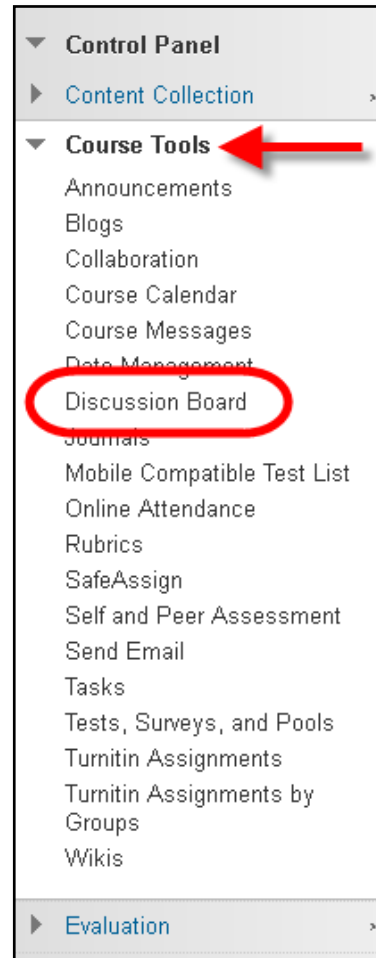 Control Panel
Content Collection
Course Tools
Announcements
Blogs
Collaboration
Course Calendar
Course Messages
Date Management
Discussion Board
Journals
Mobile Compatible Test List
Online Attendance
Rubrics
SafeAssign
Self and Peer Assessment
Send Email
Tasks
Tests, Surveys, and Pools
Turnitin Assignments
Turnitin Assignments by
Groups
Wikis
Evaluation